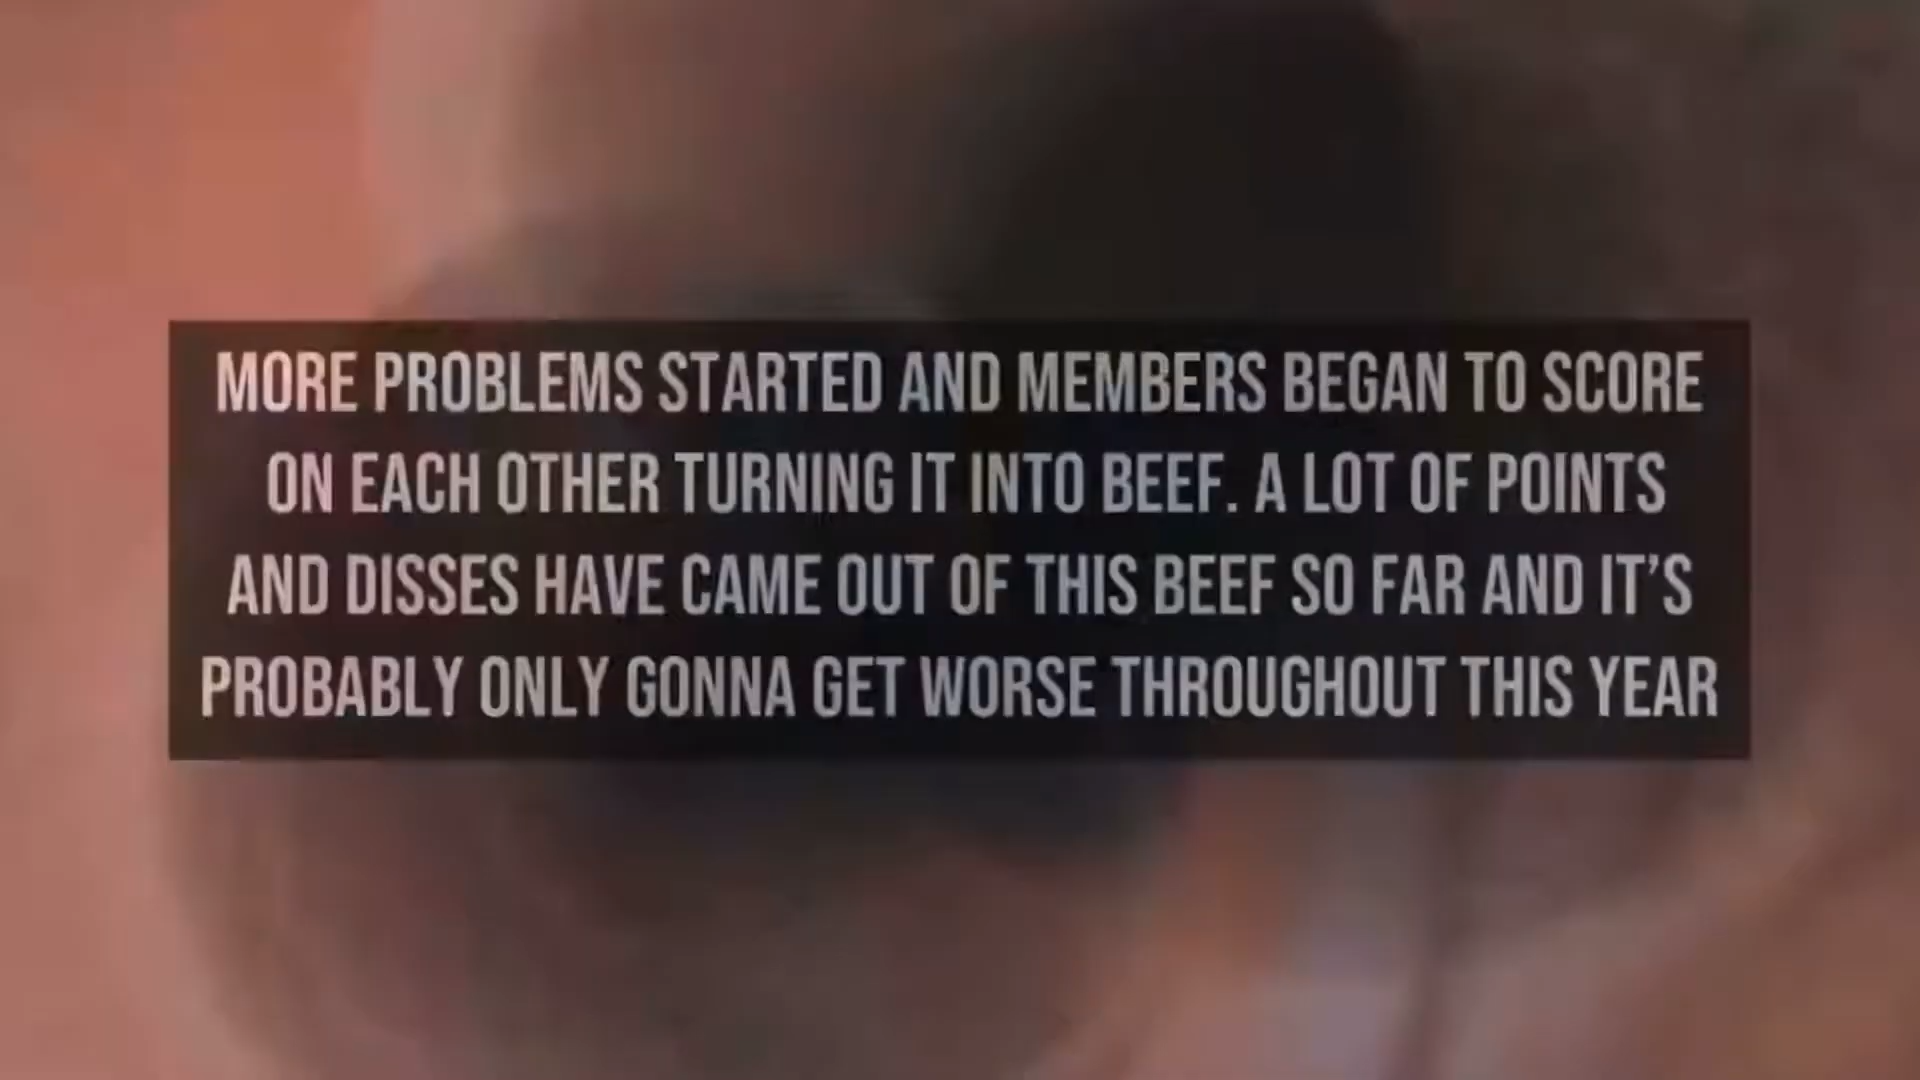 MORE PROBLEMS STARTED AND MEMBERS BEGAN TO SCORE
ON EACH OTHER TURNING IT INTO BEEF. A LOT OF POINTS
AND DISSES HAVE CAME OUT OF THIS BEEF SO FAR AND IT'S
PROBABLY ONLY GONNA GET WORSE THROUGHOUT THIS YEAR